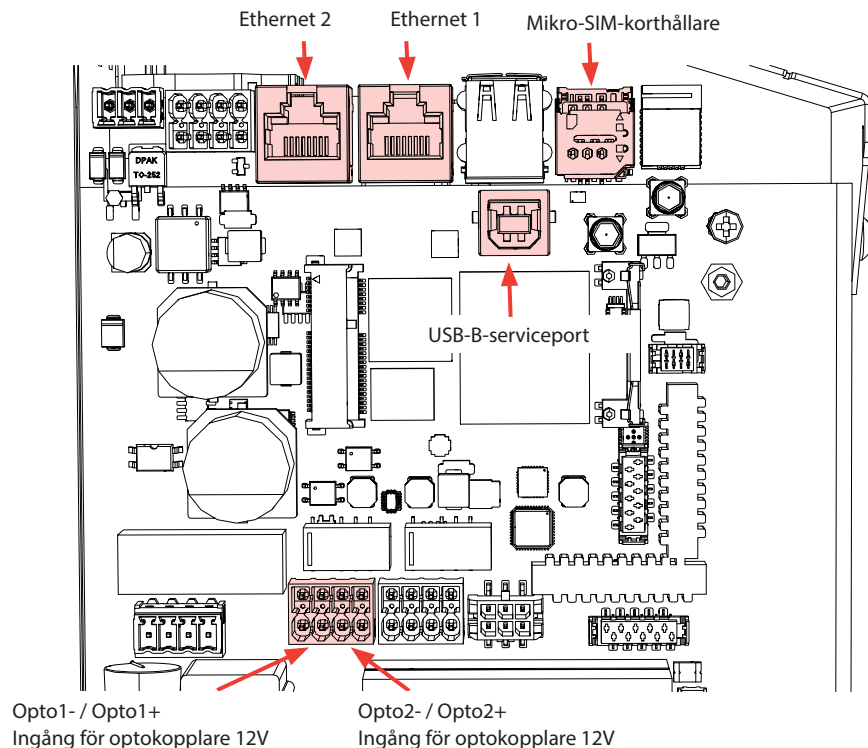 Ethernet 2
Ethernet 1
Mikro-SIM-korthållare
DPAK
TO-252
USB-B-serviceport
Opto1- / Opto1+
Ingång för optokopplare 12V
Opto2- / Opto2+
Ingång för optokopplare 12V